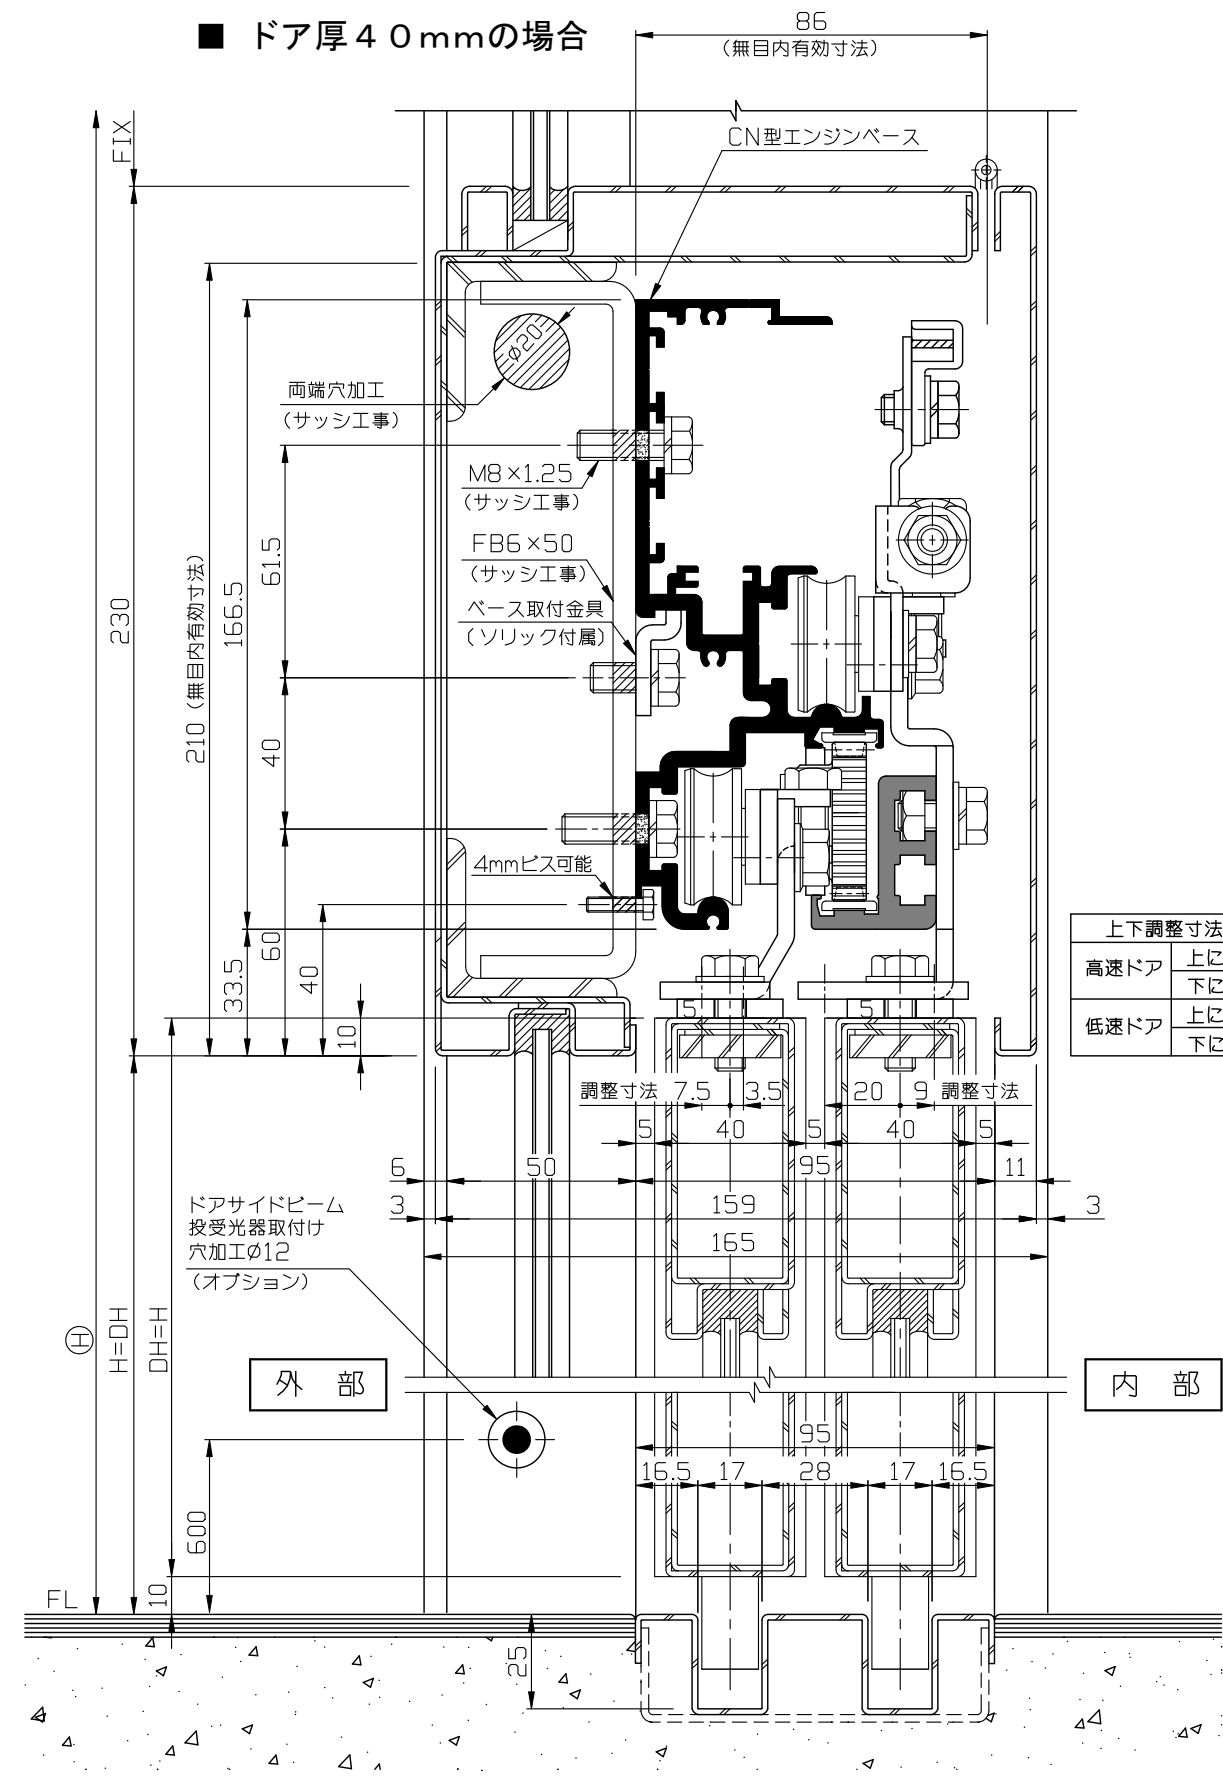 ■ ドア厚４０mmの場合
86
(無目内有効寸法)
CN型エンジンベース
FIX
φ20
両端穴加工
(サッシ工事)
M8×1.25
(サッシ工事)
FB6×50
(サッシ工事)
ベース取付金具
(ソリック付属)
61.5
166.5
210 (無目内有効寸法)
230
40
4mmビス可能
60
40
33.5
10
上下調整寸法
高速ドア
上に
下に
低速ドア
上に
下に
5
5
調整寸法 7.5 3.5
20 9 調整寸法
5 40 5 40 5
6 50 95 11
3 159 3
165
ドアサイドビーム
投受光器取付け
穴加工φ12
(オプション)
H
H=DH
DH=H
外 部
内 部
95
16.5 17 28 17 16.5
600
10
FL
25